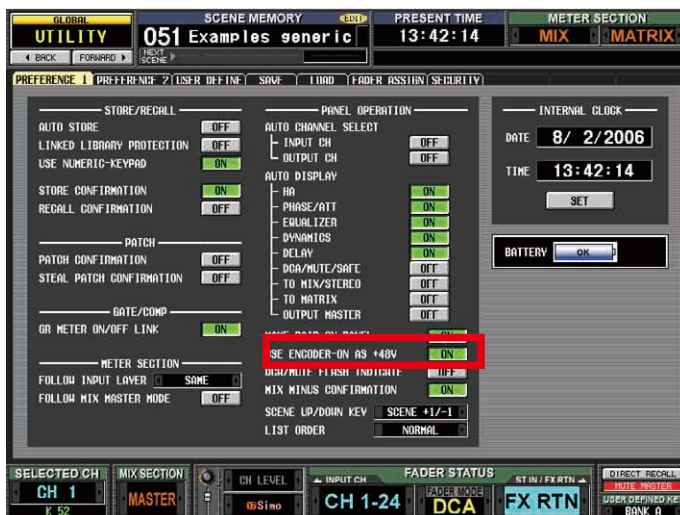 GLOBAL
UTILITY
SCENE MEMORY
EDIT
051 Examples generic
PRESENT TIME
13:42:14
METER SECTION
MIX
MATRIX
BACK
FORWARD
NEXT SCENE
PREFERENCE 1
PREFERENCE 2
USER DEFINE
SAVE
LOAD
FADER ASSIGN
SECURITY
STORE/RECALL
AUTO STORE OFF
LINKED LIBRARY PROTECTION OFF
USE NUMERIC-KEYPAD ON
STORE CONFIRMATION ON
RECALL CONFIRMATION OFF
PATCH
PATCH CONFIRMATION OFF
STEAL PATCH CONFIRMATION OFF
GATE/COMP
GR METER ON/OFF LINK ON
METER SECTION
FOLLOW INPUT LAYER SAME
FOLLOW MIX MASTER MODE OFF
PANEL OPERATION
AUTO CHANNEL SELECT
INPUT CH OFF
OUTPUT CH OFF
AUTO DISPLAY
HA ON
PHASE/ATT ON
EQUALIZER ON
DYNAMICS ON
DELAY ON
DCA/MUTE/SAFE OFF
TO MIX/STEREO OFF
TO MATRIX OFF
OUTPUT MASTER OFF
ENCODER-ON AS +48V ON
DCA/MUTE FLASH INDICATE OFF
MIX MINUS CONFIRMATION ON
SCENE UP/DOWN KEY SCENE +1/-1
LIST ORDER NORMAL
INTERNAL CLOCK
DATE 8/ 2/2006
TIME 13:42:14
SET
BATTERY OK
SELECTED CH
CH 1
K 52
MIX SECTION
MASTER
CH LEVEL
FADER STATUS
INPUT CH
CH 1-24
FADER MODE
DCA
ST IN / FX RTN
FX RTN
DIRECT RECALL
MUTE MASTER
USER DEFINED KE
BANK A